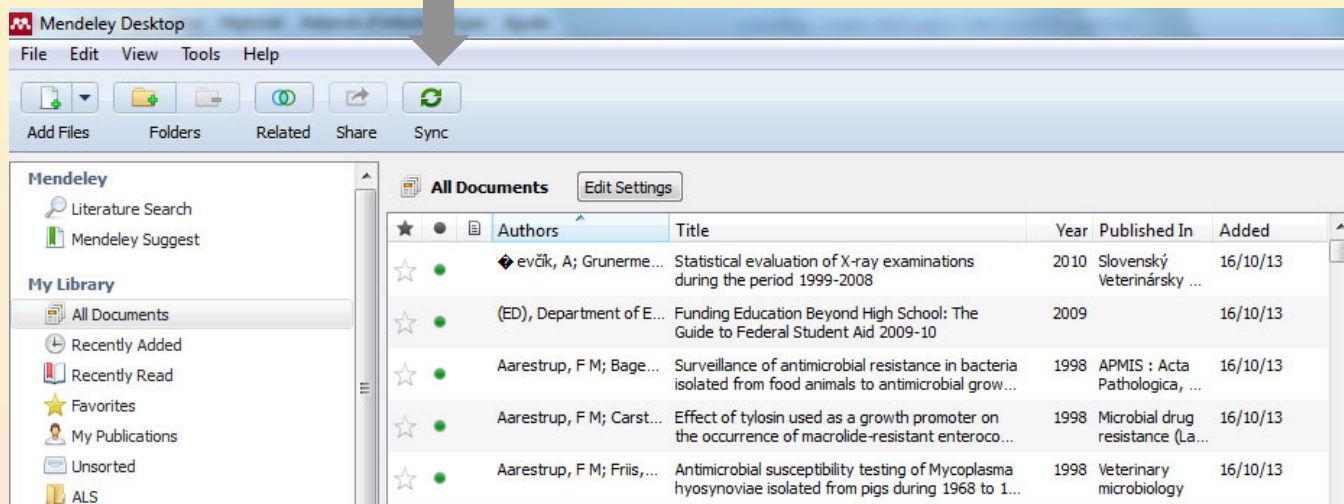 Mendeley Desktop
File Edit View Tools Help
Add Files Folders Related Share Sync
Mendeley
Literature Search
Mendeley Suggest
My Library
All Documents
Recently Added
Recently Read
Favorites
My Publications
Unsorted
ALS
All Documents Edit Settings
Authors Title Year Published In Added
� evčík, A; Grunerme... Statistical evaluation of X-ray examinations 2010 Slovenský 16/10/13
during the period 1999-2008 Veterinársky ...
(ED), Department of E... Funding Education Beyond High School: The 2009 16/10/13
Guide to Federal Student Aid 2009-10
Aarestrup, F M; Bage... Surveillance of antimicrobial resistance in bacteria 1998 APMIS : Acta 16/10/13
isolated from food animals to antimicrobial grow... Pathologica, ...
Aarestrup, F M; Carst... Effect of tylosin used as a growth promoter on 1998 Microbial drug 16/10/13
the occurrence of macrolide-resistant enteroco... resistance (La...
Aarestrup, F M; Friis,... Antimicrobial susceptibility testing of Mycoplasma 1998 Veterinary 16/10/13
hyosynoviae isolated from pigs during 1968 to 1... microbiology